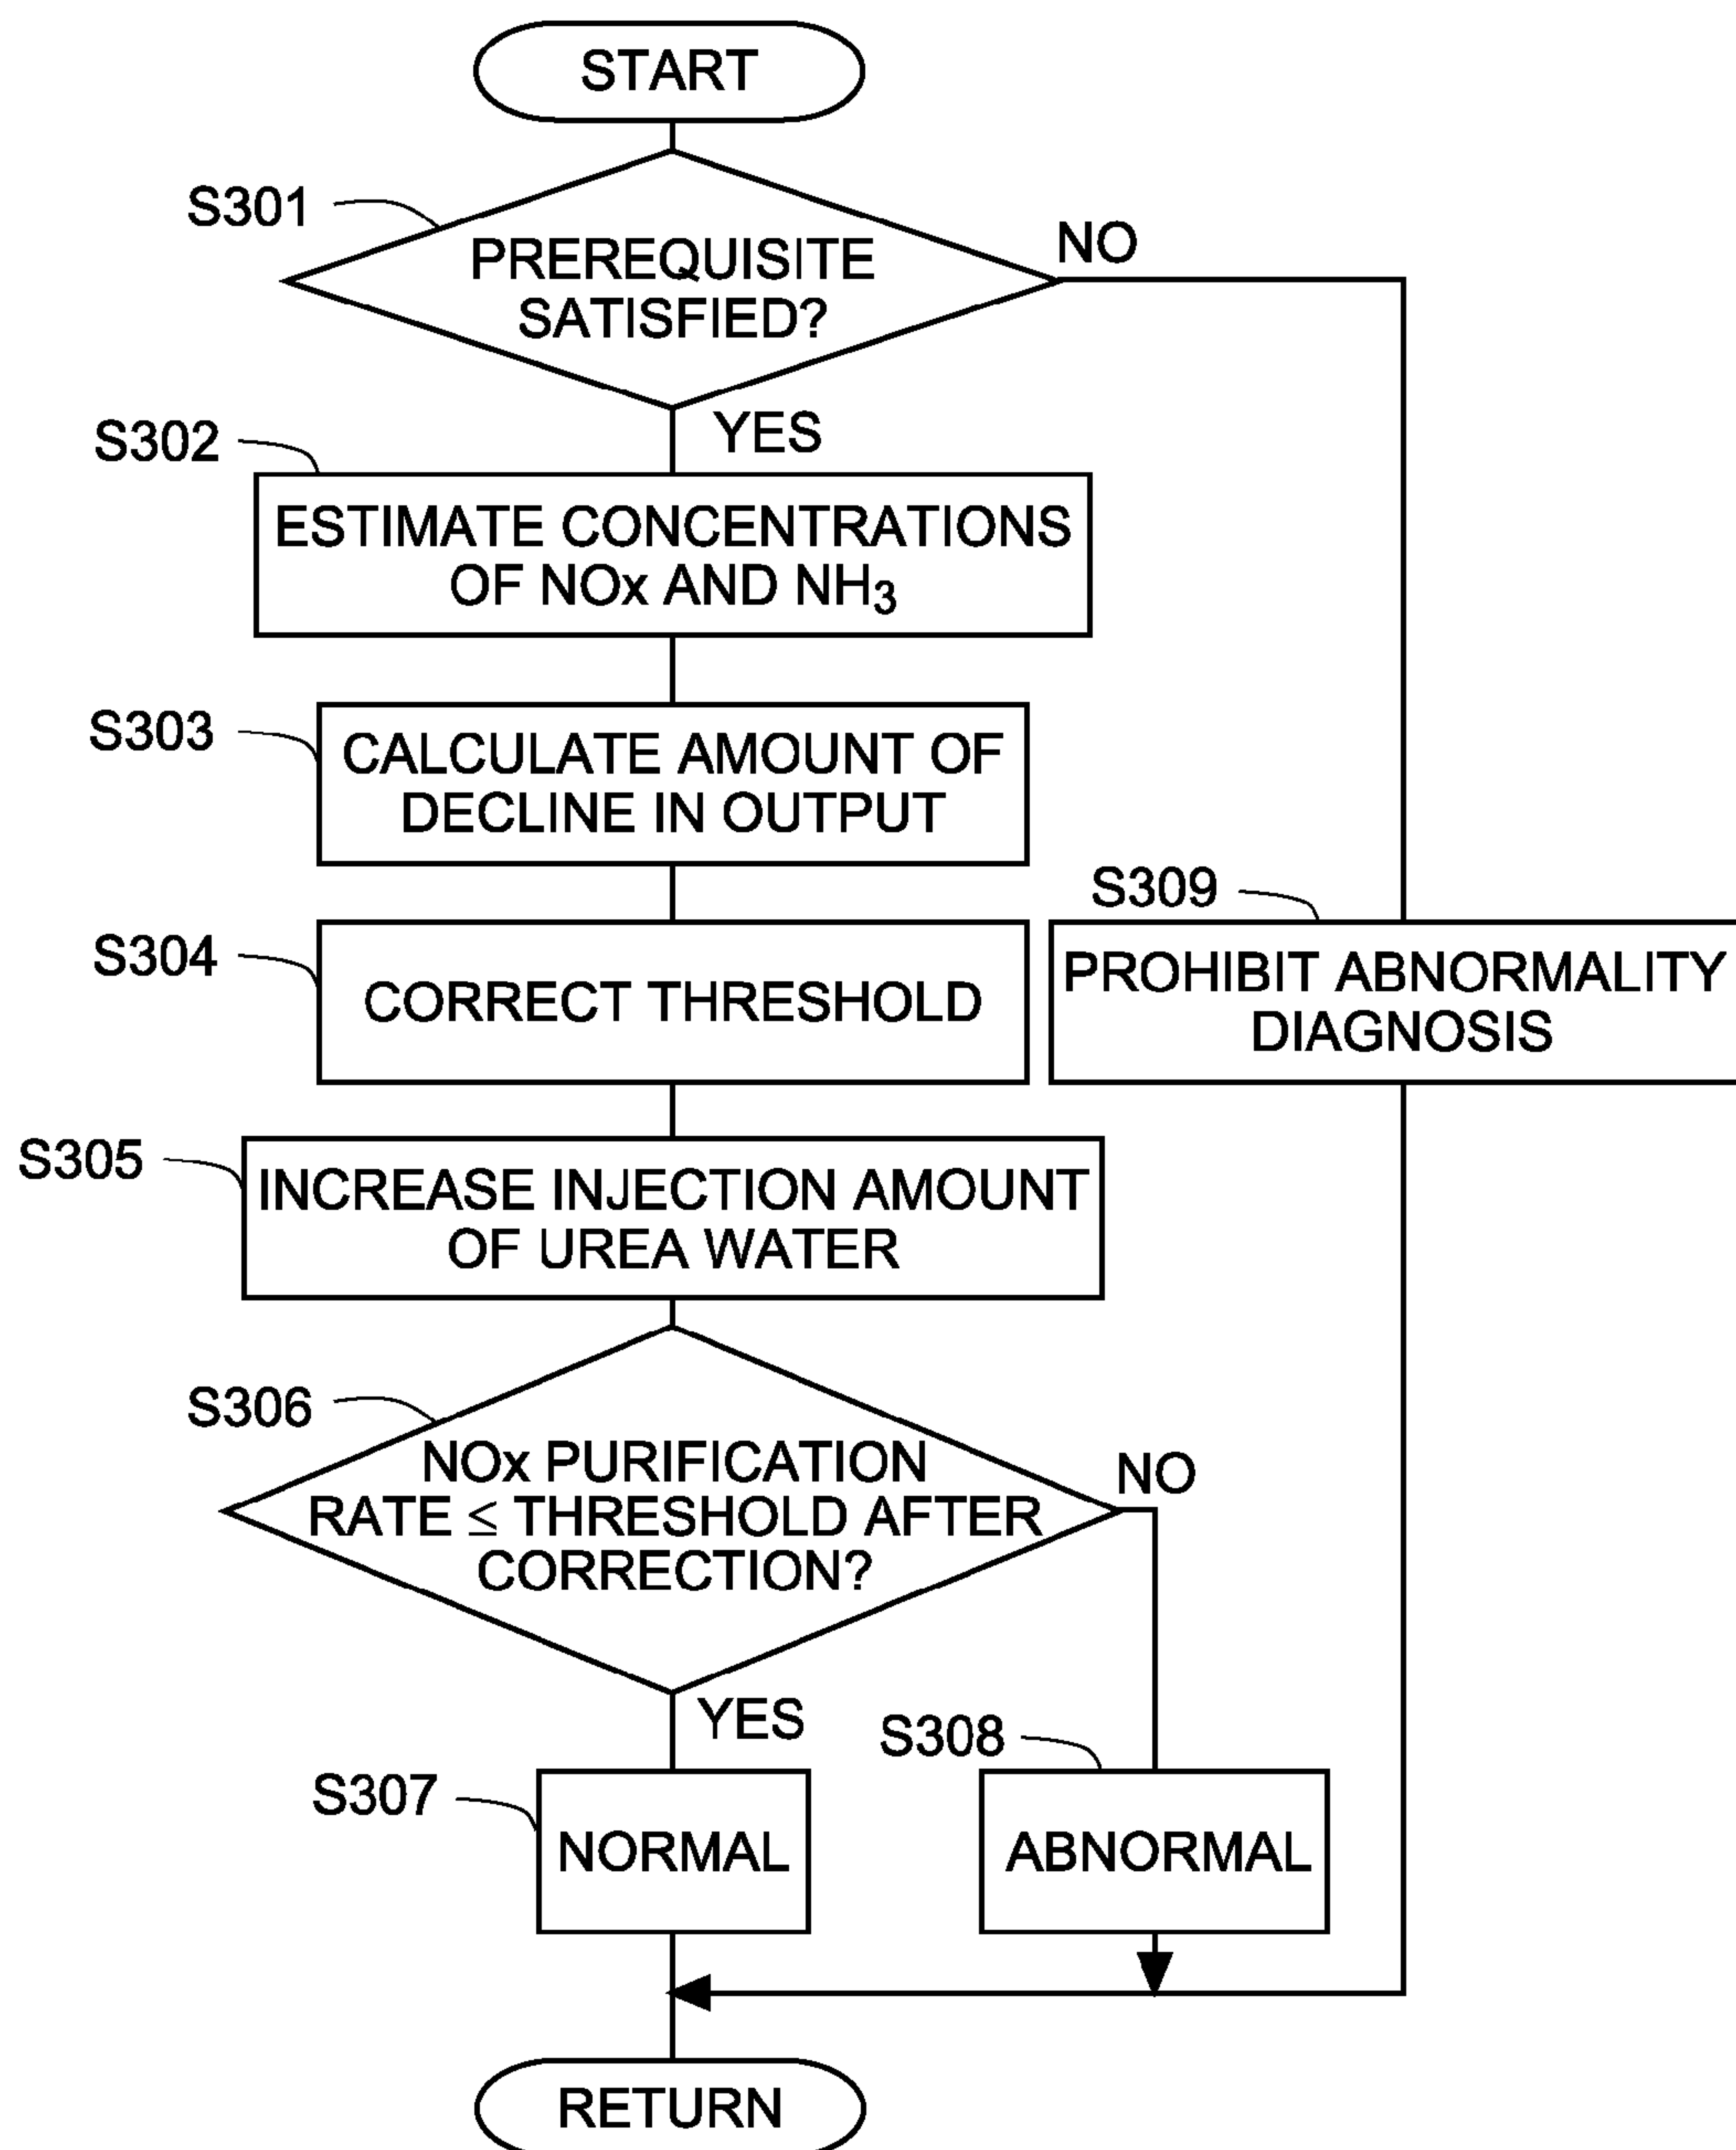 START
S301
PREREQUISITE
SATISFIED?
NO
YES
S302
ESTIMATE CONCENTRATIONS
OF NOx AND NH₃
S303
CALCULATE AMOUNT OF
DECLINE IN OUTPUT
S304
CORRECT THRESHOLD
S309
PROHIBIT ABNORMALITY
DIAGNOSIS
S305
INCREASE INJECTION AMOUNT
OF UREA WATER
S306
NOx PURIFICATION
RATE ≤ THRESHOLD AFTER
CORRECTION?
NO
YES
S307
NORMAL
S308
ABNORMAL
RETURN